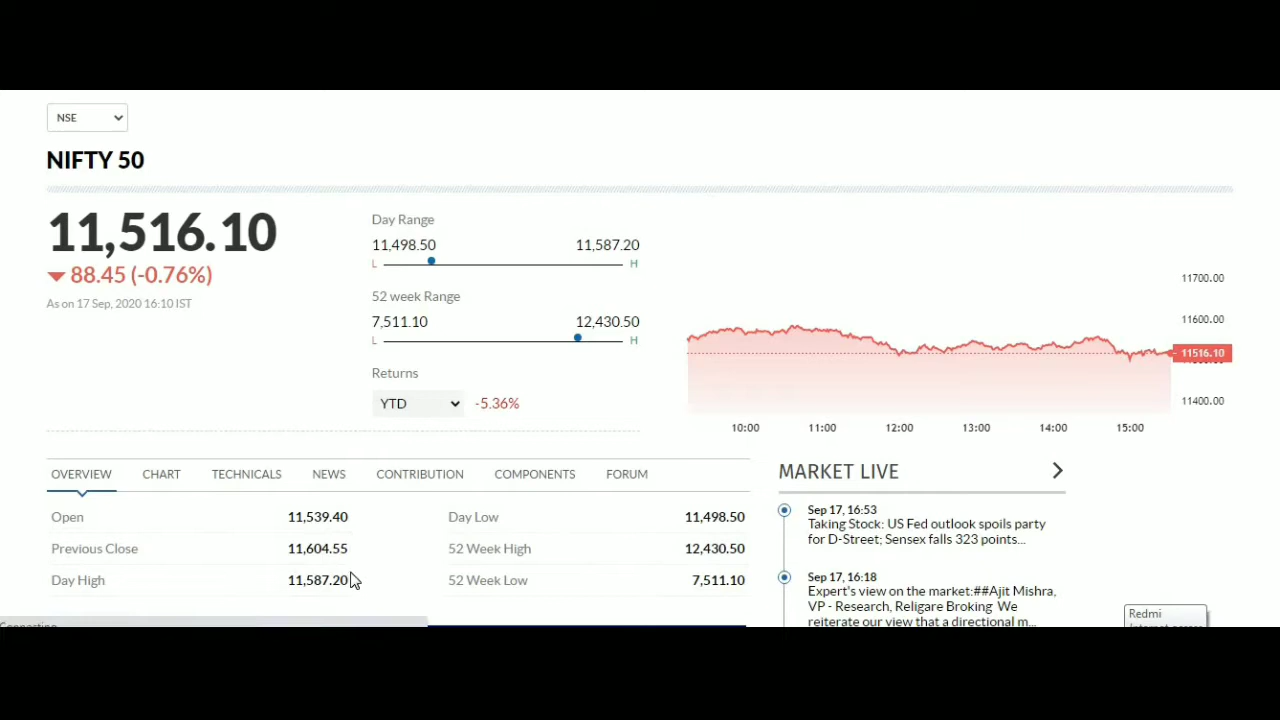 NSE
NIFTY 50
11,516.10
88.45 (-0.76%)
As on 17 Sep, 2020 16:10 IST
Day Range
11,498.50 11,587.20
L H
52 week Range
7,511.10 12,430.50
L H
Returns
YTD -5.36%
11700.00
11600.00
11516.10
11400.00
10:00 11:00 12:00 13:00 14:00 15:00
OVERVIEW CHART TECHNICALS NEWS CONTRIBUTION COMPONENTS FORUM
Open 11,539.40 Day Low 11,498.50
Previous Close 11,604.55 52 Week High 12,430.50
Day High 11,587.20 52 Week Low 7,511.10
MARKET LIVE
Sep 17, 16:53
Taking Stock: US Fed outlook spoils party
for D-Street; Sensex falls 323 points...
Sep 17, 16:18
Expert's view on the market:##Ajit Mishra,
VP - Research, Religare Broking We
reiterate our view that a directional m...
Redmi